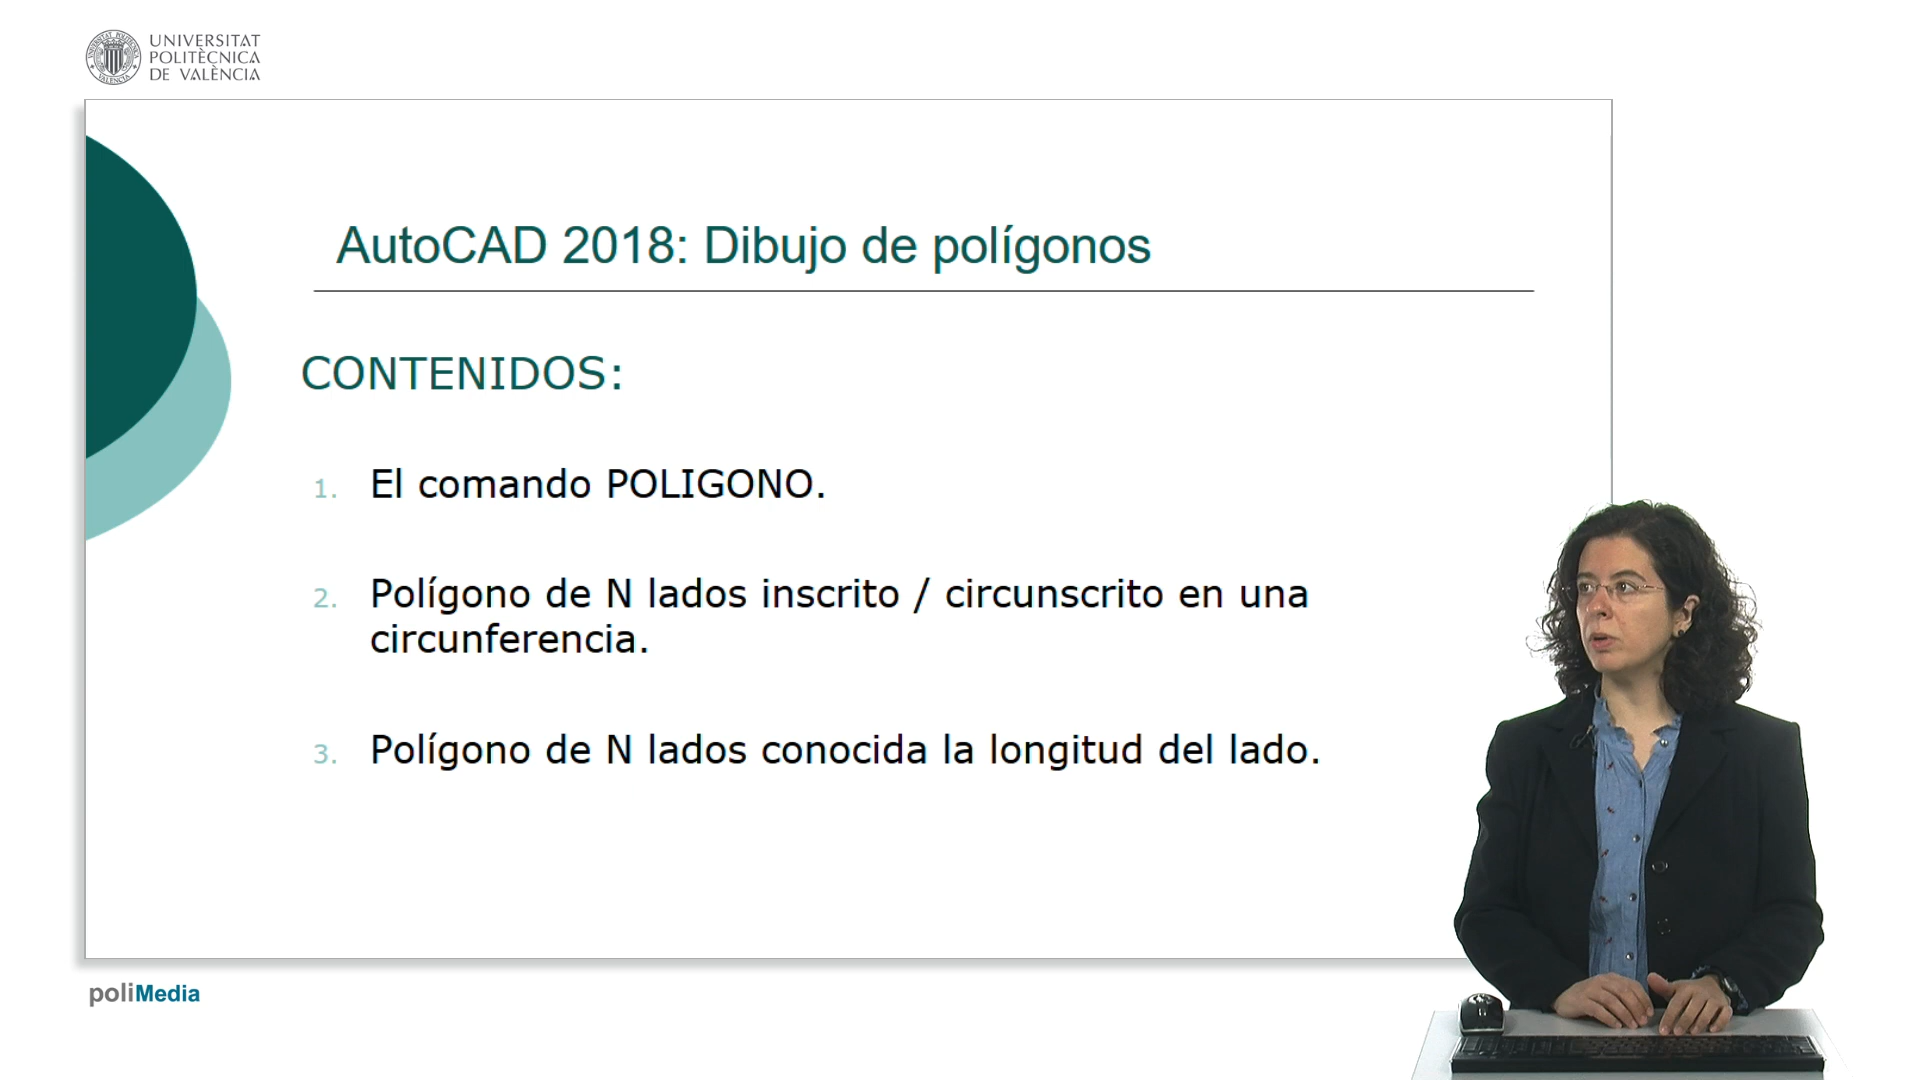 UNIVERSITAT
POLITÈCNICA
DE VALÈNCIA
AutoCAD 2018: Dibujo de polígonos
CONTENIDOS:
1. El comando POLIGONO.
2. Polígono de N lados inscrito / circunscrito en una
circunferencia.
3. Polígono de N lados conocida la longitud del lado.
poliMedia